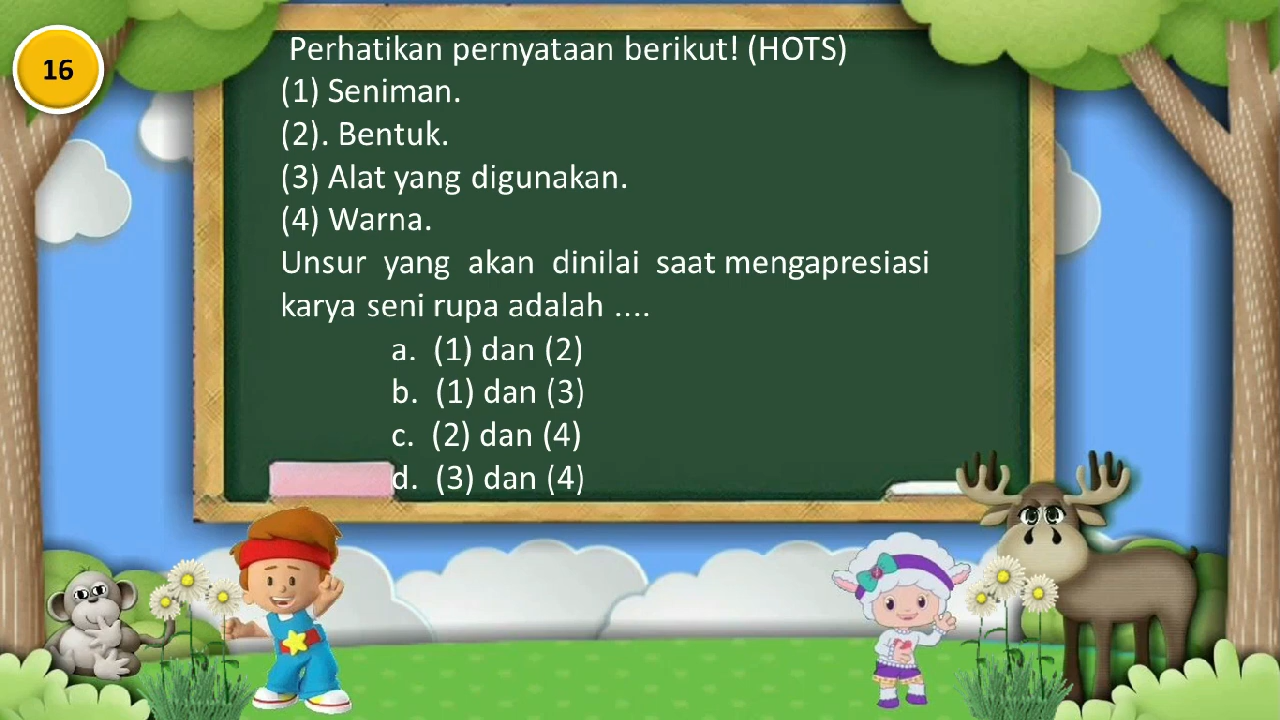 16
Perhatikan pernyataan berikut! (HOTS)
(1) Seniman.
(2). Bentuk.
(3) Alat yang digunakan.
(4) Warna.
Unsur yang akan dinilai saat mengapresiasi
karya seni rupa adalah ....
a. (1) dan (2)
b. (1) dan (3)
c. (2) dan (4)
d. (3) dan (4)